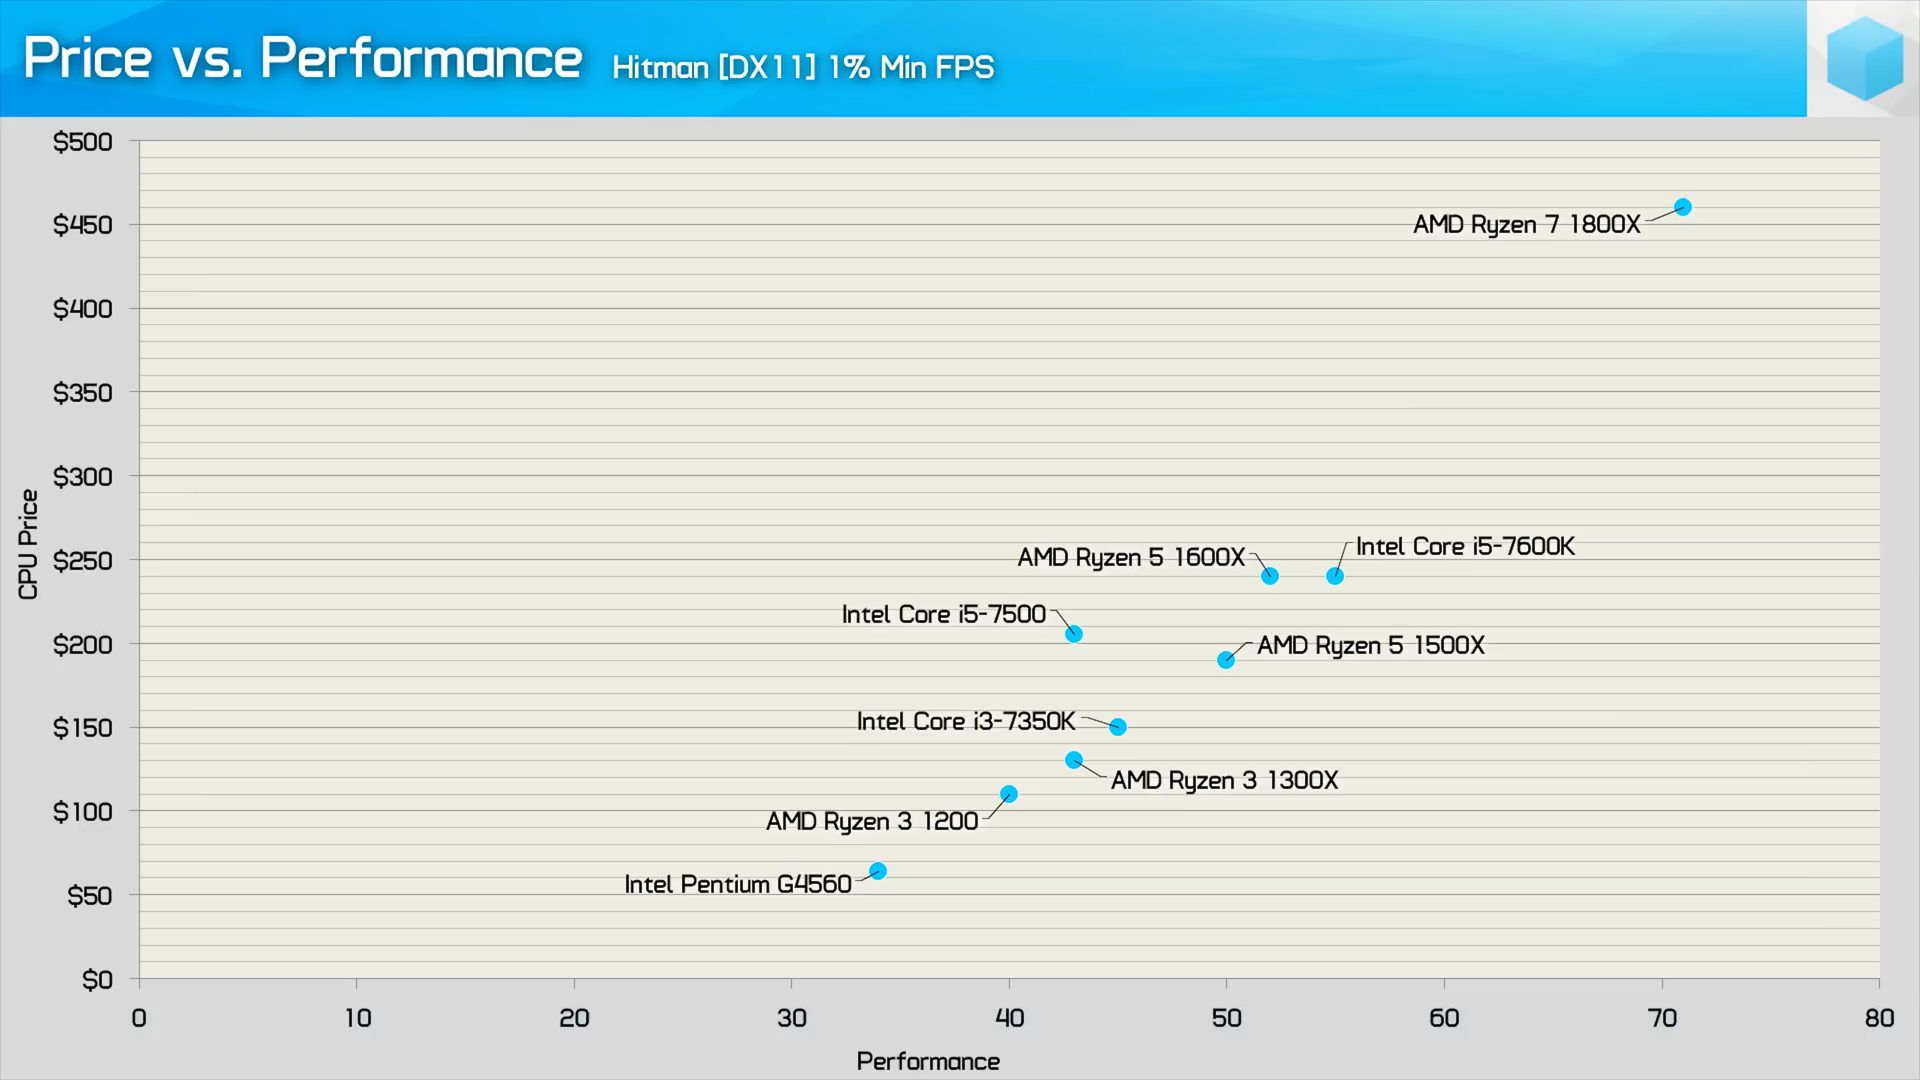 Price vs. Performance Hitman [DX11] 1% Min FPS
$500
$450
$400
$350
$300
$250
$200
$150
$100
$50
$0
CPU Price
AMD Ryzen 7 1800X
Intel Core i5-7600K
AMD Ryzen 5 1600X
Intel Core i5-7500
AMD Ryzen 5 1500X
Intel Core i3-7350K
AMD Ryzen 3 1300X
AMD Ryzen 3 1200
Intel Pentium G4560
0 10 20 30 40 50 60 70 80
Performance